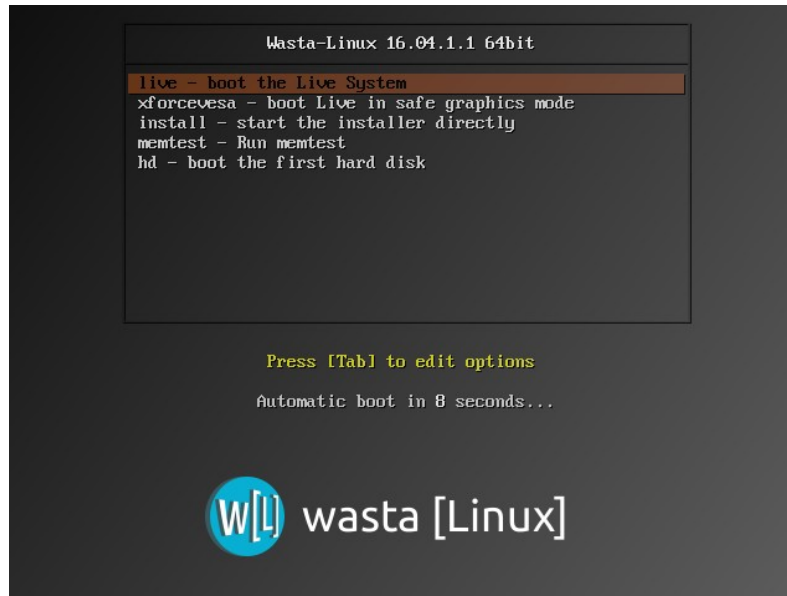 Wasta-Linux 16.04.1.1 64bit
live - boot the Live System
xforcevesa - boot Live in safe graphics mode
install - start the installer directly
memtest - Run memtest
hd - boot the first hard disk
Press [Tab] to edit options
Automatic boot in 8 seconds...
W[L] wasta [Linux]